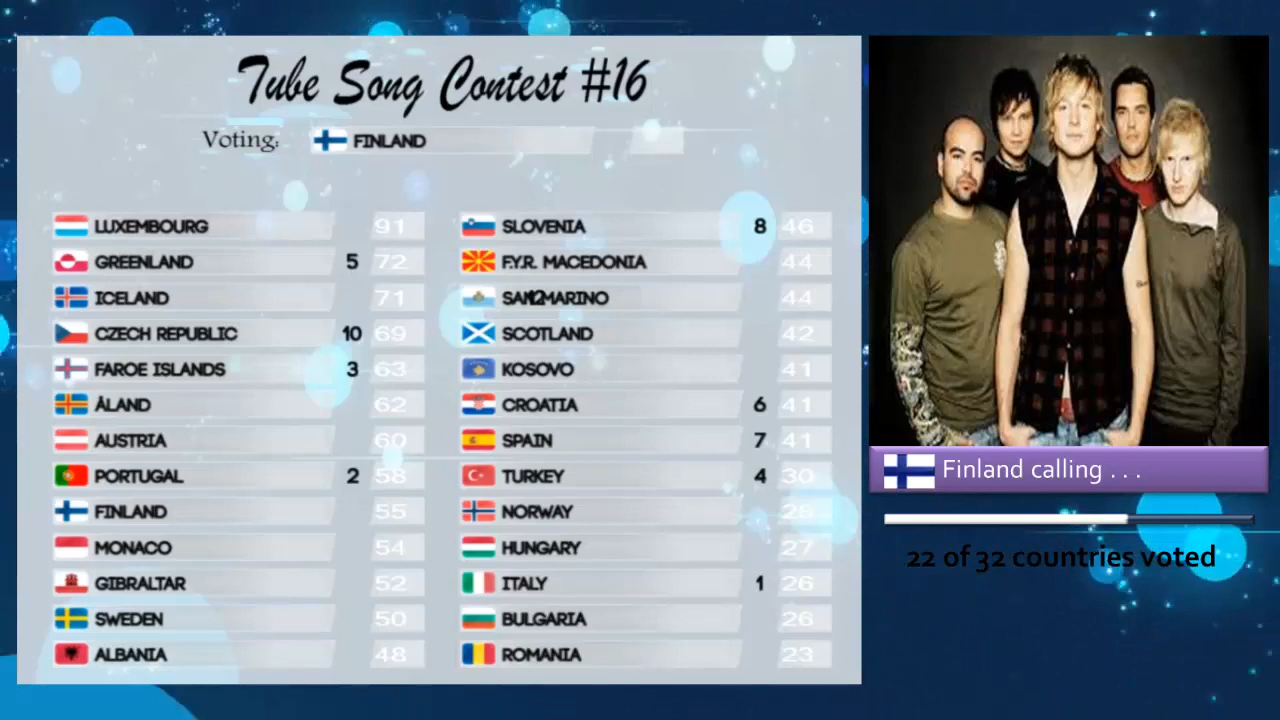 Tube Song Contest #16
Voting: FINLAND
LUXEMBOURG 91
GREENLAND 5 72
ICELAND 71
CZECH REPUBLIC 10 69
FAROE ISLANDS 3 63
ÅLAND 62
AUSTRIA 60
PORTUGAL 2 58
FINLAND 55
MONACO 54
GIBRALTAR 52
SWEDEN 50
ALBANIA 48
SLOVENIA 8 46
F.Y.R. MACEDONIA 44
SAN MARINO 12 44
SCOTLAND 42
KOSOVO 41
CROATIA 6 41
SPAIN 7 41
TURKEY 4 30
NORWAY 28
HUNGARY 27
ITALY 1 26
BULGARIA 26
ROMANIA 23
Finland calling . . .
22 of 32 countries voted